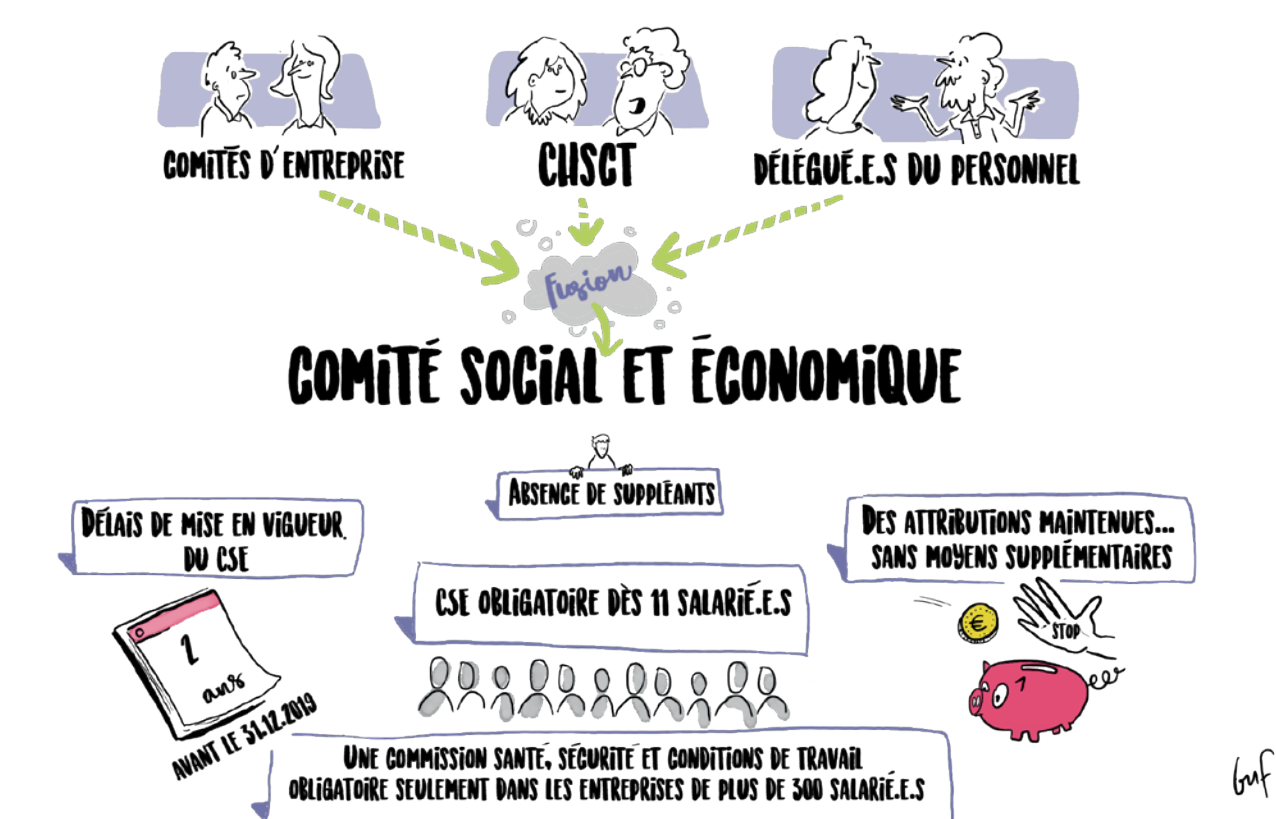 COMITÉS D'ENTREPRISE
CHSCT
DÉLÉGUÉ.E.S DU PERSONNEL
Fusion
COMITÉ SOCIAL ET ÉCONOMIQUE
ABSENCE DE SUPPLÉANTS
DÉLAIS DE MISE EN VIGUEUR
DU CSE
DES ATTRIBUTIONS MAINTENUES...
SANS MOYENS SUPPLÉMENTAIRES
CSE OBLIGATOIRE DÈS 11 SALARIÉ.E.S
2
ans
AVANT LE 31.12.2019
€
STOP
UNE COMMISSION SANTÉ, SÉCURITÉ ET CONDITIONS DE TRAVAIL
OBLIGATOIRE SEULEMENT DANS LES ENTREPRISES DE PLUS DE 300 SALARIÉ.E.S